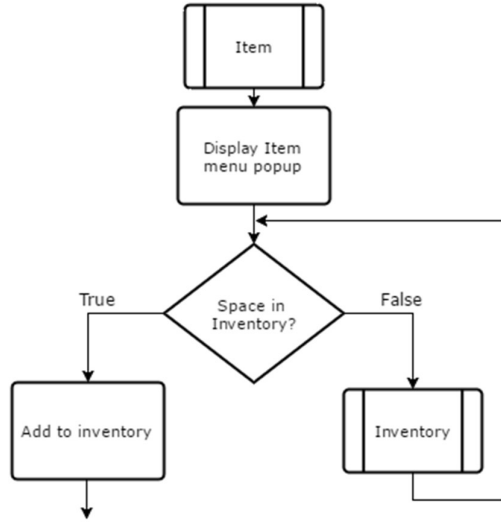 Item
Display Item
menu popup
True
False
Space in
Inventory?
Add to inventory
Inventory